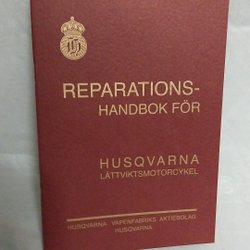 REPARATIONS-
HANDBOK FÖR
HUSQVARNA
LÄTTVIKTSMOTORCYKEL
HUSQVARNA VAPENFABRIKS AKTIEBOLAG
HUSQVARNA